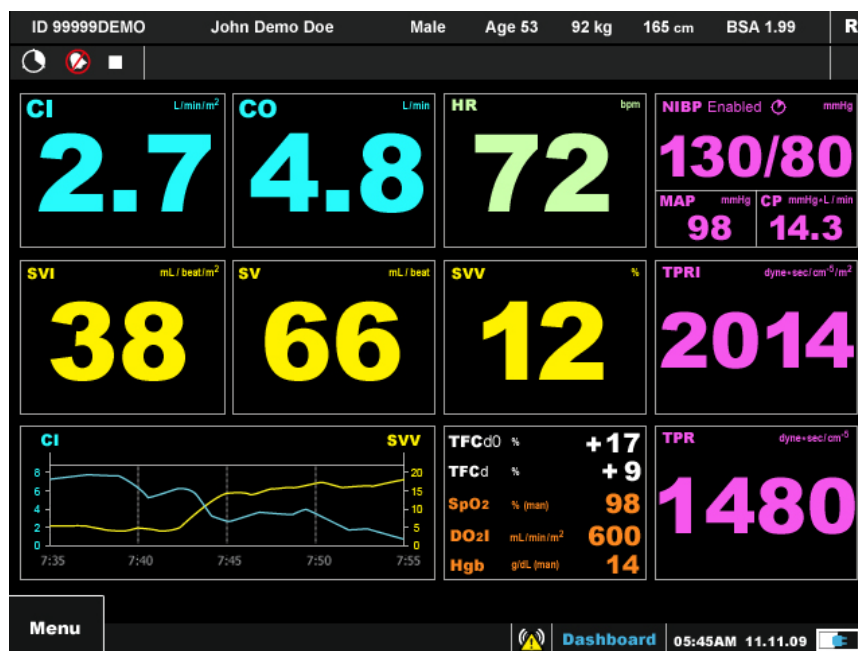 ID 99999DEMO John Demo Doe Male Age 53 92 kg 165 cm BSA 1.99 R
CI L/min/m² CO L/min HR bpm NIBP Enabled mmHg
2.7 4.8 72 130/80
MAP mmHg CP mmHg*L/min
98 14.3
SVI mL/beat/m² SV mL/beat SVV % TPRI dyne*sec/cm⁻⁵/m²
38 66 12 2014
CI SVV
8 20
6 15
4 10
2 5
0 0
7:35 7:40 7:45 7:50 7:55
TFCd0 % +17
TFCd % +9
SpO2 % (man) 98
DO2I mL/min/m² 600
Hgb g/dL (man) 14
TPR dyne*sec/cm⁻⁵
1480
Menu Dashboard 05:45AM 11.11.09